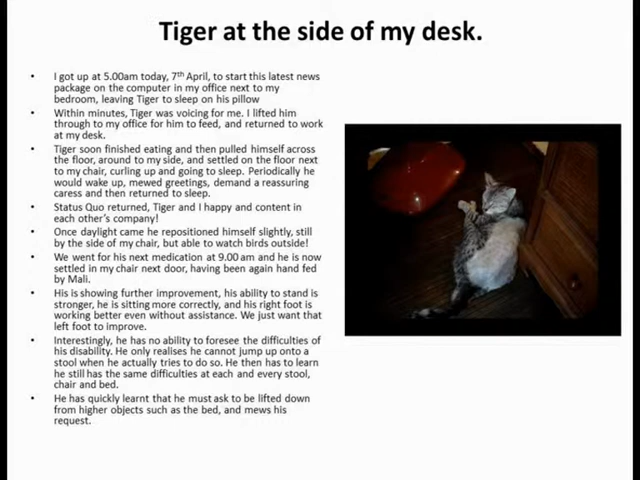 Tiger at the side of my desk.
• I got up at 5.00am today, 7th April, to start this latest news
package on the computer in my office next to my
bedroom, leaving Tiger to sleep on his pillow
• Within minutes, Tiger was voicing for me. I lifted him
through to my office for him to feed, and returned to work
at my desk.
• Tiger soon finished eating and then pulled himself across
the floor, around to my side, and settled on the floor next
to my chair, curling up and going to sleep. Periodically he
would wake up, mewed greetings, demand a reassuring
caress and then returned to sleep.
• Status Quo returned, Tiger and I happy and content in
each other's company!
• Once daylight came he repositioned himself slightly, still
by the side of my chair, but able to watch birds outside!
• We went for his next medication at 9.00 am and he is now
settled in my chair next door, having been again hand fed
by Mali.
• His is showing further improvement, his ability to stand is
stronger, he is sitting more correctly, and his right foot is
working better even without assistance. We just want that
left foot to improve.
• Interestingly, he has no ability to foresee the difficulties of
his disability. He only realises he cannot jump up onto a
stool when he actually tries to do so. He then has to learn
he still has the same difficulties at each and every stool,
chair and bed.
• He has quickly learnt that he must ask to be lifted down
from higher objects such as the bed, and mews his
request.